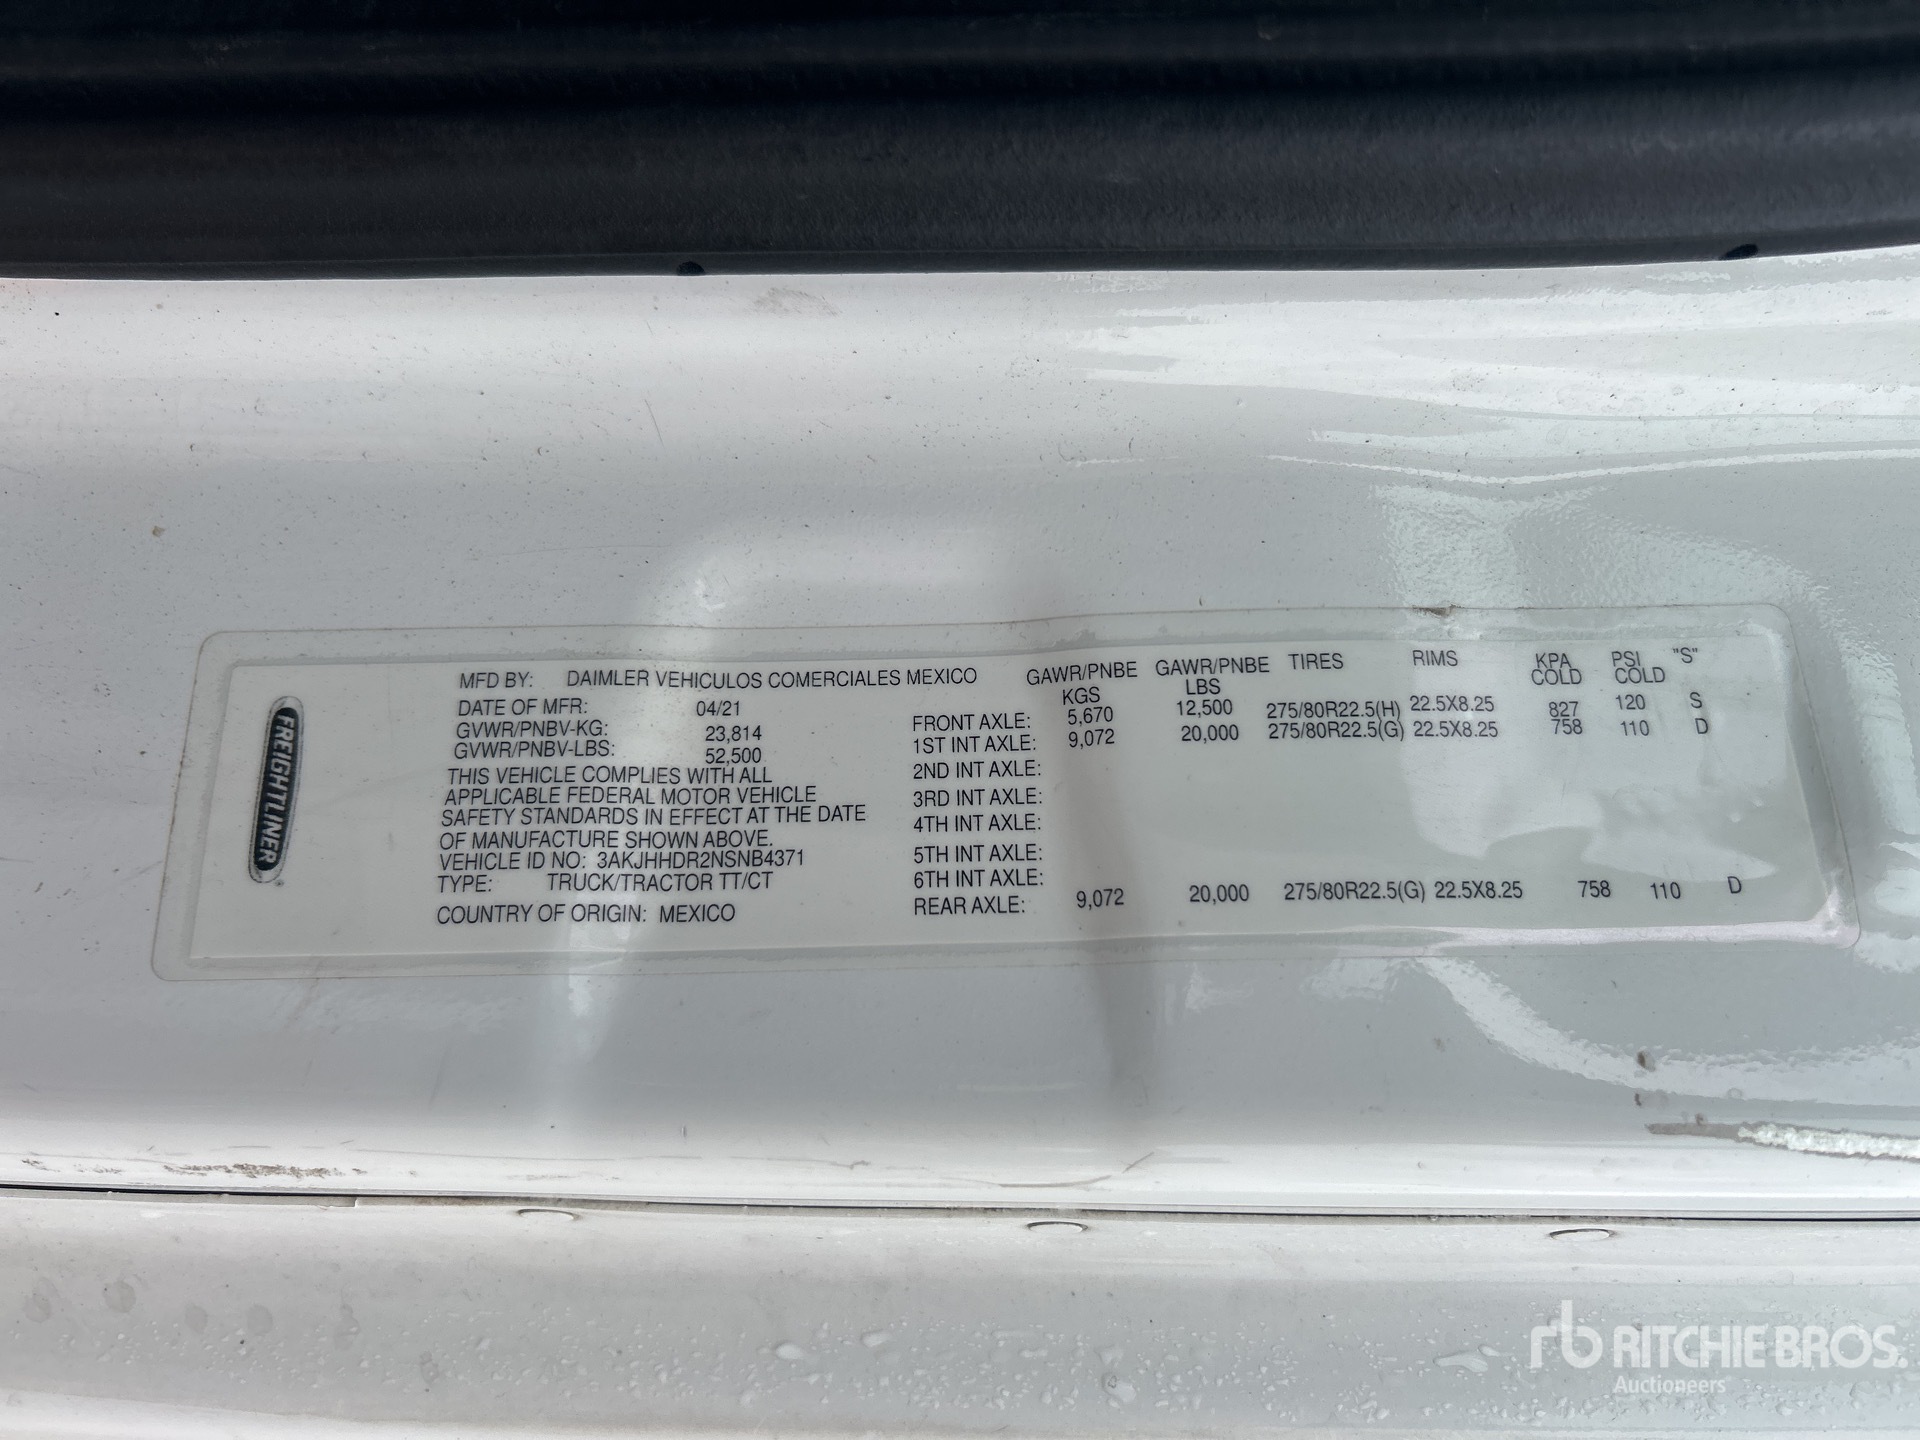 FREIGHTLINER
MFD BY: DAIMLER VEHICULOS COMERCIALES MEXICO
DATE OF MFR: 04/21
GVWR/PNBV-KG: 23,814
GVWR/PNBV-LBS: 52,500
THIS VEHICLE COMPLIES WITH ALL
APPLICABLE FEDERAL MOTOR VEHICLE
SAFETY STANDARDS IN EFFECT AT THE DATE
OF MANUFACTURE SHOWN ABOVE.
VEHICLE ID NO: 3AKJHHDR2NSNB4371
TYPE: TRUCK/TRACTOR TT/CT
COUNTRY OF ORIGIN: MEXICO
GAWR/PNBE GAWR/PNBE TIRES RIMS KPA PSI "S"
KGS LBS COLD COLD
FRONT AXLE: 5,670 12,500 275/80R22.5(H) 22.5X8.25 827 120 S
1ST INT AXLE: 9,072 20,000 275/80R22.5(G) 22.5X8.25 758 110 D
2ND INT AXLE:
3RD INT AXLE:
4TH INT AXLE:
5TH INT AXLE:
6TH INT AXLE:
REAR AXLE: 9,072 20,000 275/80R22.5(G) 22.5X8.25 758 110 D
rb RITCHIE BROS.
Auctioneers